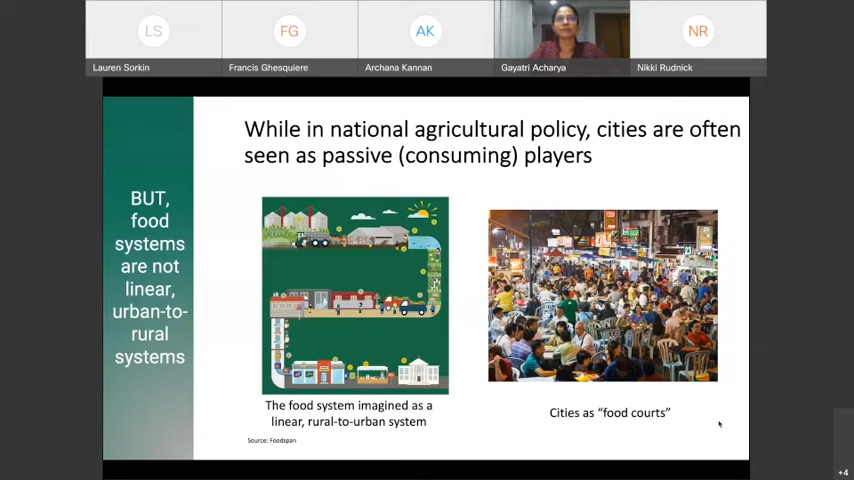 LS
FG
AK
NR
Lauren Sorkin
Francis Ghesquiere
Archana Kannan
Gayatri Acharya
Nikki Rudnick
While in national agricultural policy, cities are often
seen as passive (consuming) players
BUT,
food
systems
are not
linear,
urban-to-
rural
systems
The food system imagined as a
linear, rural-to-urban system
Source: Foodspan
Cities as “food courts”
+4